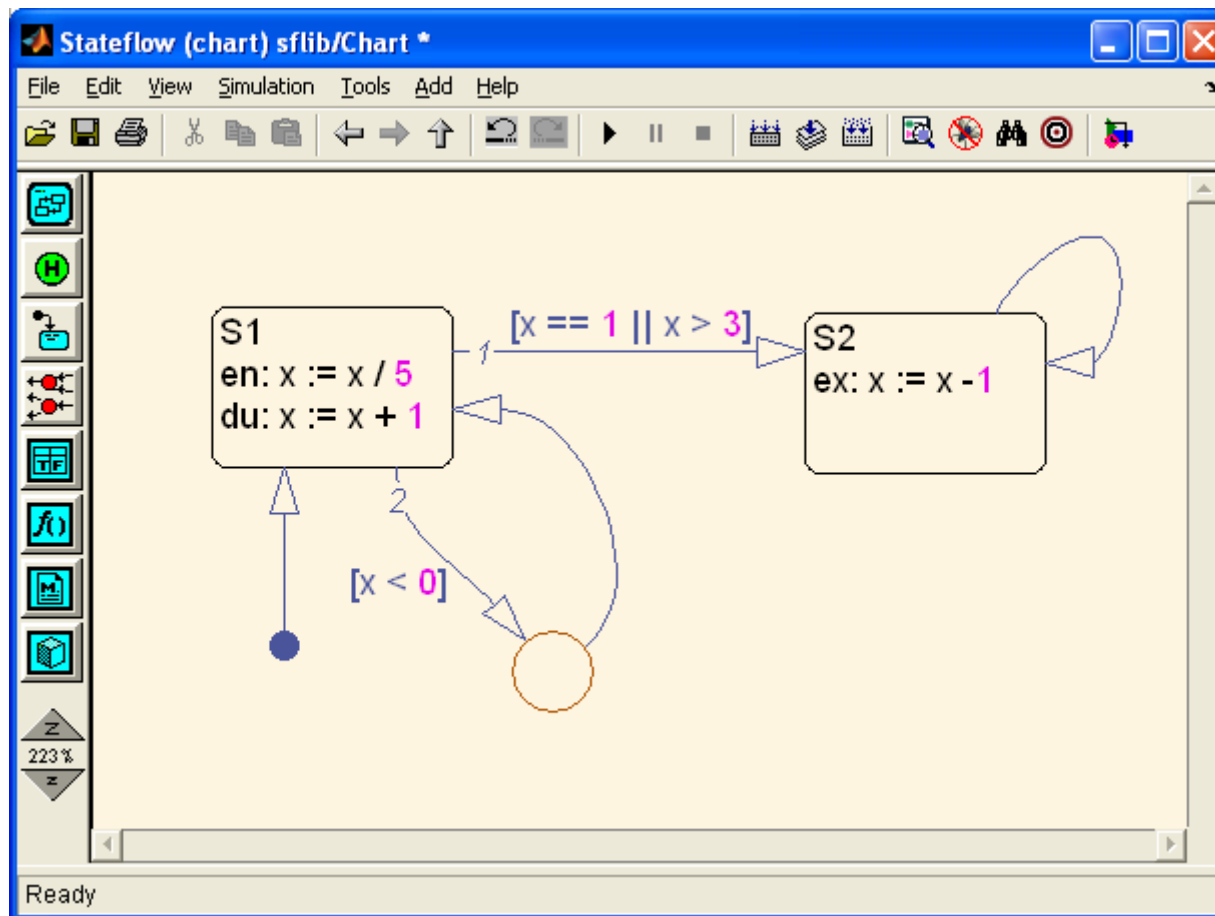 Stateflow (chart) sflib/Chart *
File Edit View Simulation Tools Add Help
H
S1
en: x := x / 5
du: x := x + 1
1
[x == 1 || x > 3]
S2
ex: x := x -1
2
[x < 0]
TF
f()
M
Z
223%
z
Ready